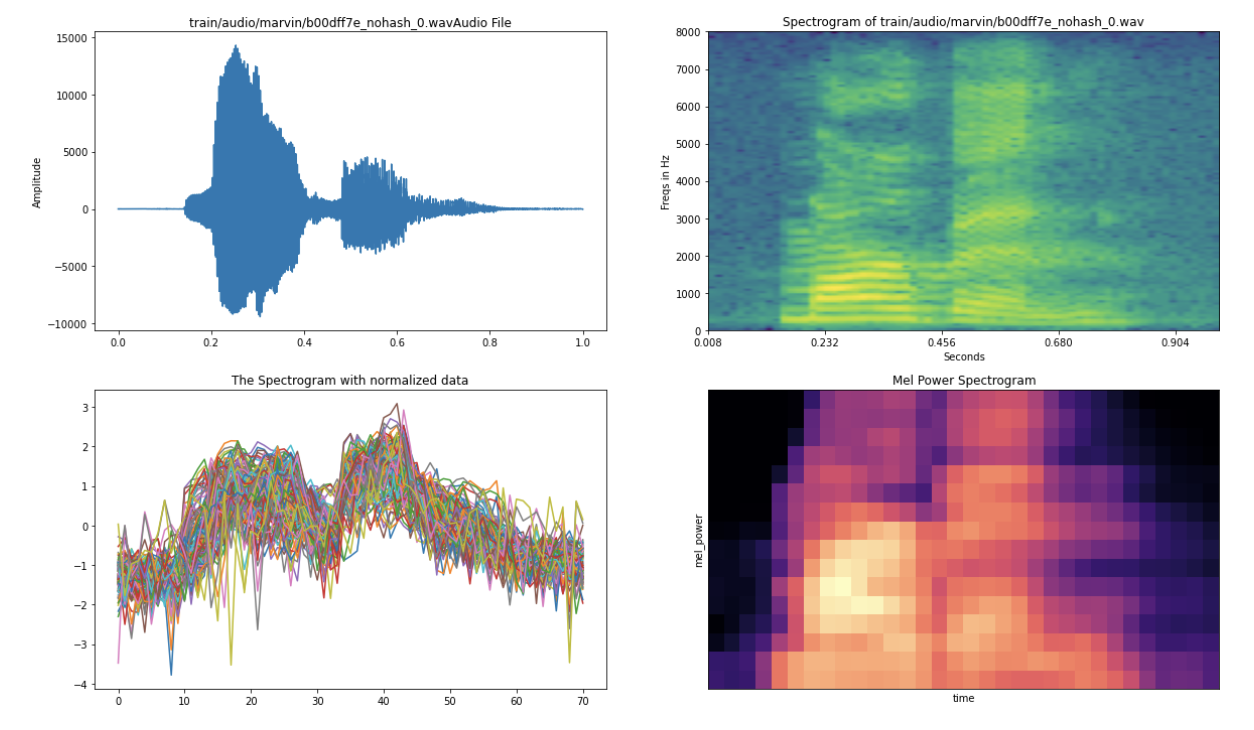 train/audio/marvin/b00dff7e_nohash_0.wavAudio File
15000
10000
5000
0
−5000
−10000
Amplitude
0.0 0.2 0.4 0.6 0.8 1.0
Spectrogram of train/audio/marvin/b00dff7e_nohash_0.wav
8000
7000
6000
5000
4000
3000
2000
1000
0
Freqs in Hz
0.008 0.232 0.456 0.680 0.904
Seconds
The Spectrogram with normalized data
3
2
1
0
−1
−2
−3
−4
0 10 20 30 40 50 60 70
Mel Power Spectrogram
mel_power
time